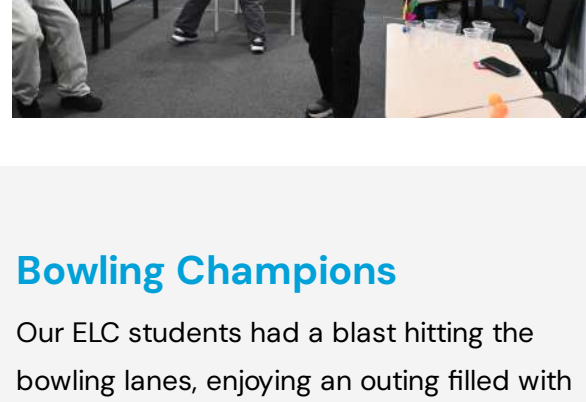 Bowling Champions
Our ELC students had a blast hitting the
bowling lanes, enjoying an outing filled with